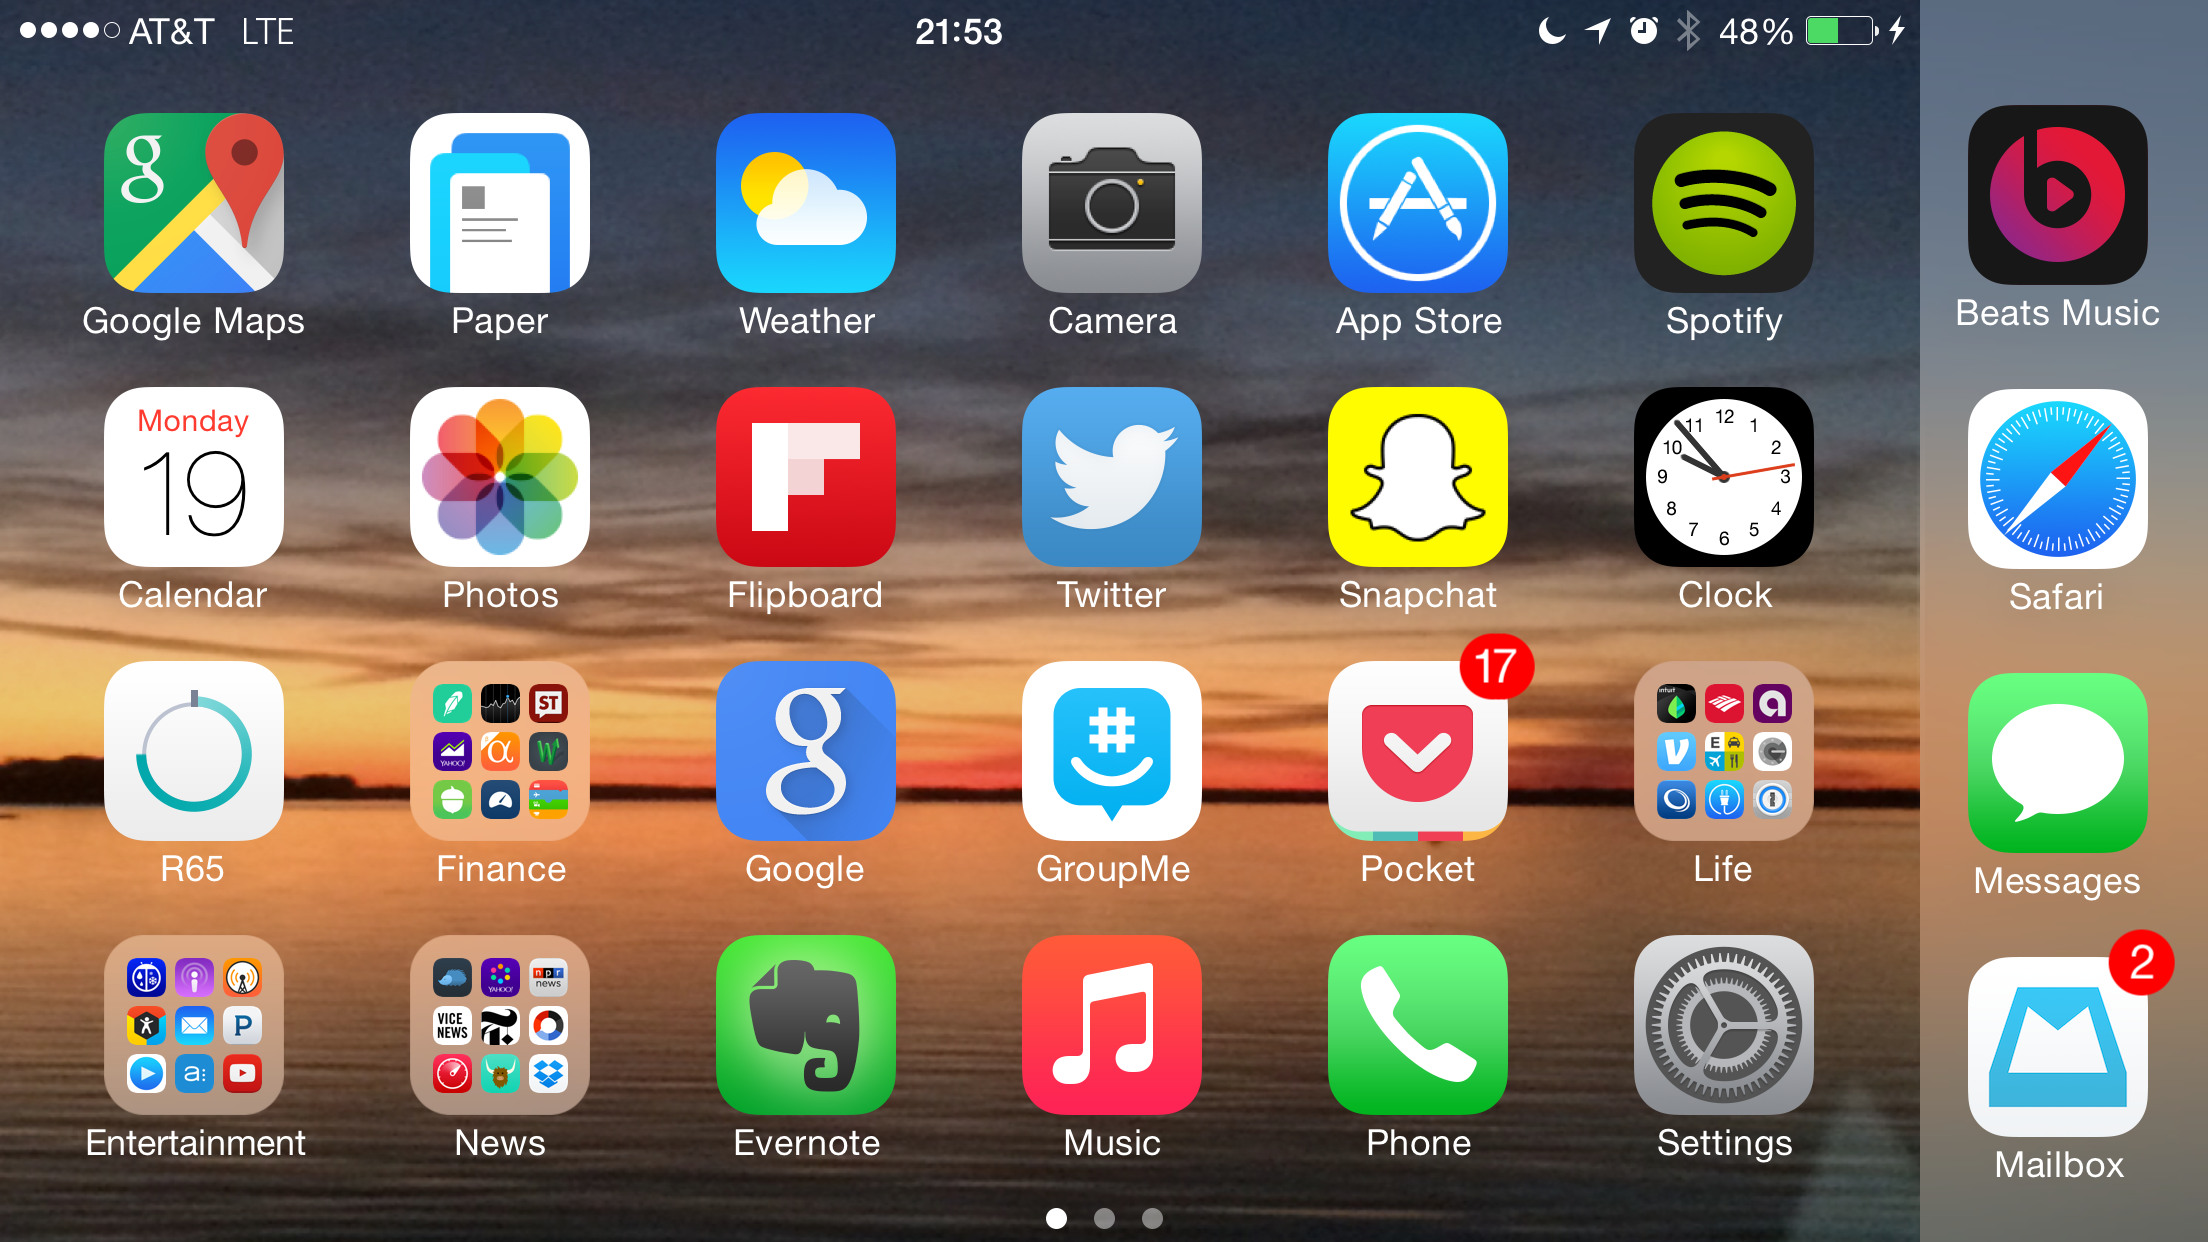 AT&T LTE 21:53 48%
g
Google Maps Paper Weather Camera App Store Spotify Beats Music
Monday
19
12
11 1
10 2
9 3
8 4
7 5
6
Calendar Photos Flipboard Twitter Snapchat Clock Safari
17
ST
YAHOO!
α W
g
#
intuit
a
V E
R65 Finance Google GroupMe Pocket Life Messages
2
YAHOO!
npr
news
VICE
NEWS
P
a:
Entertainment News Evernote Music Phone Settings Mailbox